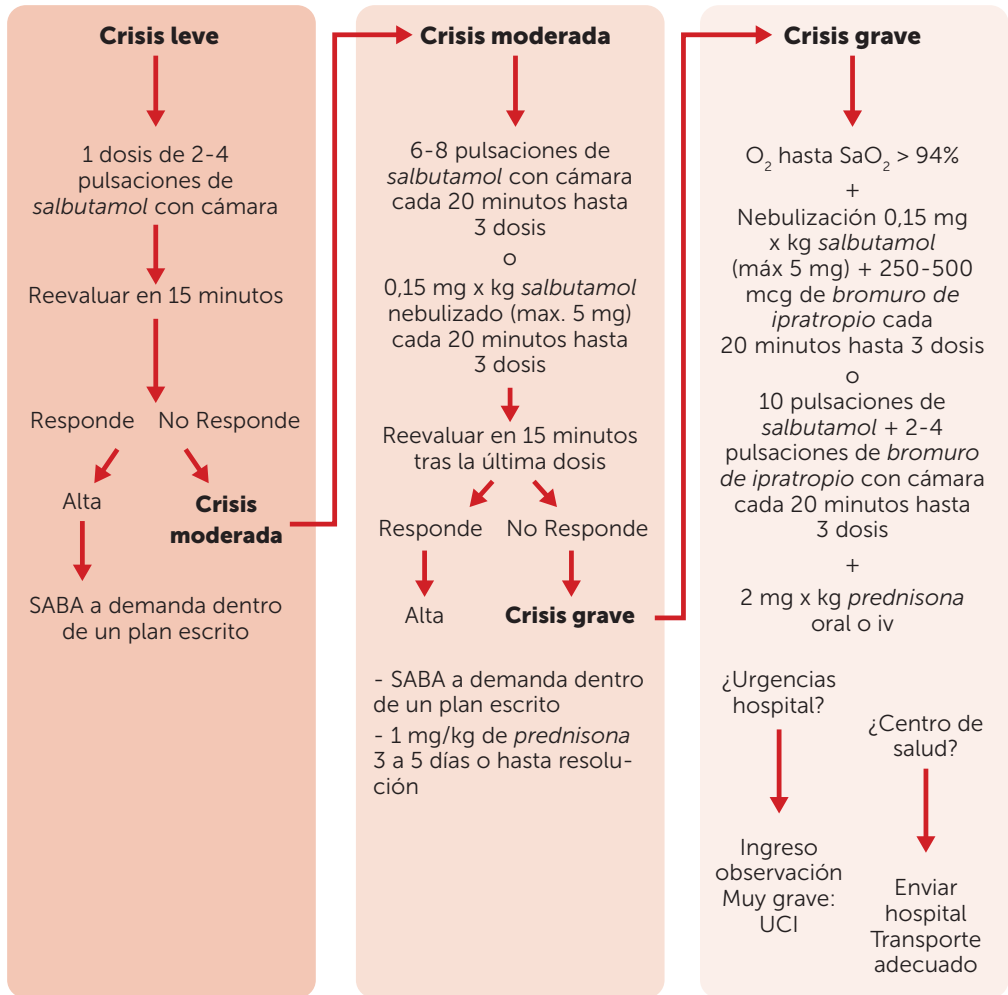 Crisis leve
1 dosis de 2-4
pulsaciones de
salbutamol con cámara
Reevaluar en 15 minutos
Responde
No Responde
Alta
Crisis
moderada
SABA a demanda dentro
de un plan escrito
Crisis moderada
6-8 pulsaciones de
salbutamol con cámara
cada 20 minutos hasta
3 dosis
o
0,15 mg x kg salbutamol
nebulizado (max. 5 mg)
cada 20 minutos hasta
3 dosis
Reevaluar en 15 minutos
tras la última dosis
Responde
No Responde
Alta
Crisis grave
- SABA a demanda dentro
de un plan escrito
- 1 mg/kg de prednisona
3 a 5 días o hasta resolu-
ción
Crisis grave
O₂ hasta SaO₂ > 94%
+
Nebulización 0,15 mg
x kg salbutamol
(máx 5 mg) + 250-500
mcg de bromuro de
ipratropio cada
20 minutos hasta 3 dosis
o
10 pulsaciones de
salbutamol + 2-4
pulsaciones de bromuro
de ipratropio con cámara
cada 20 minutos hasta
3 dosis
+
2 mg x kg prednisona
oral o iv
¿Urgencias
hospital?
Ingreso
observación
Muy grave:
UCI
¿Centro de
salud?
Enviar
hospital
Transporte
adecuado